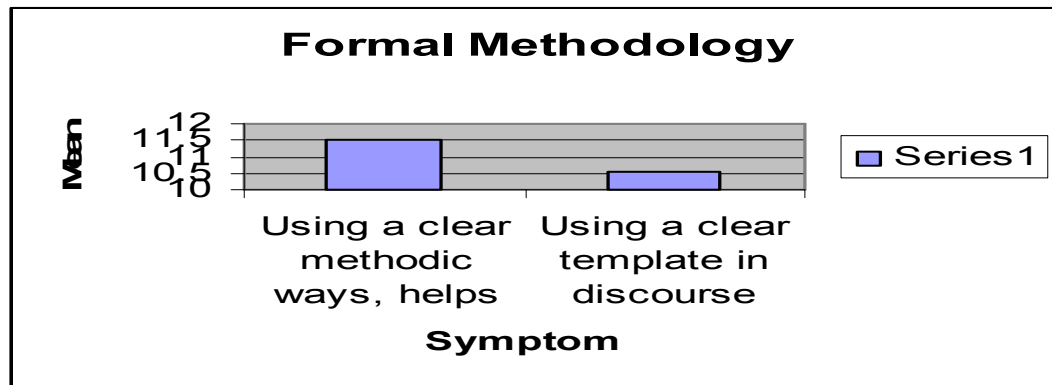 Formal Methodology
Mean
12
11.5
11
10.5
10
Using a clear
methodic
ways, helps
Using a clear
template in
discourse
Symptom
Series1